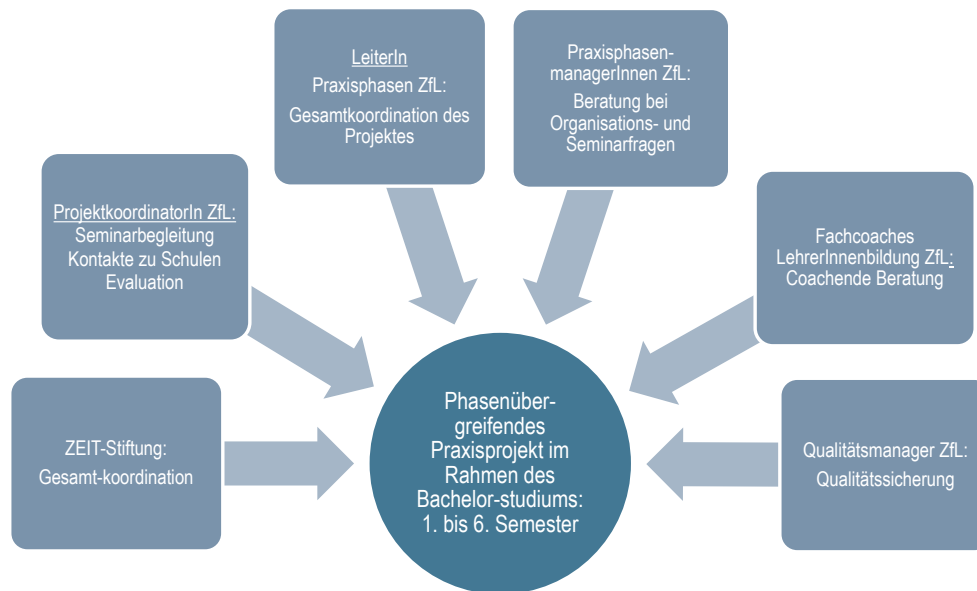 LeiterIn
Praxisphasen ZfL:
Gesamtkoordination des
Projektes
Praxisphasen-
managerInnen ZfL:
Beratung bei
Organisations- und
Seminarfragen
ProjektkoordinatorIn ZfL:
Seminarbegleitung
Kontakte zu Schulen
Evaluation
Fachcoaches
LehrerInnenbildung ZfL:
Coachende Beratung
ZEIT-Stiftung:
Gesamt-koordination
Phasenüber-
greifendes
Praxisprojekt im
Rahmen des
Bachelor-studiums:
1. bis 6. Semester
Qualitätsmanager ZfL:
Qualitätssicherung